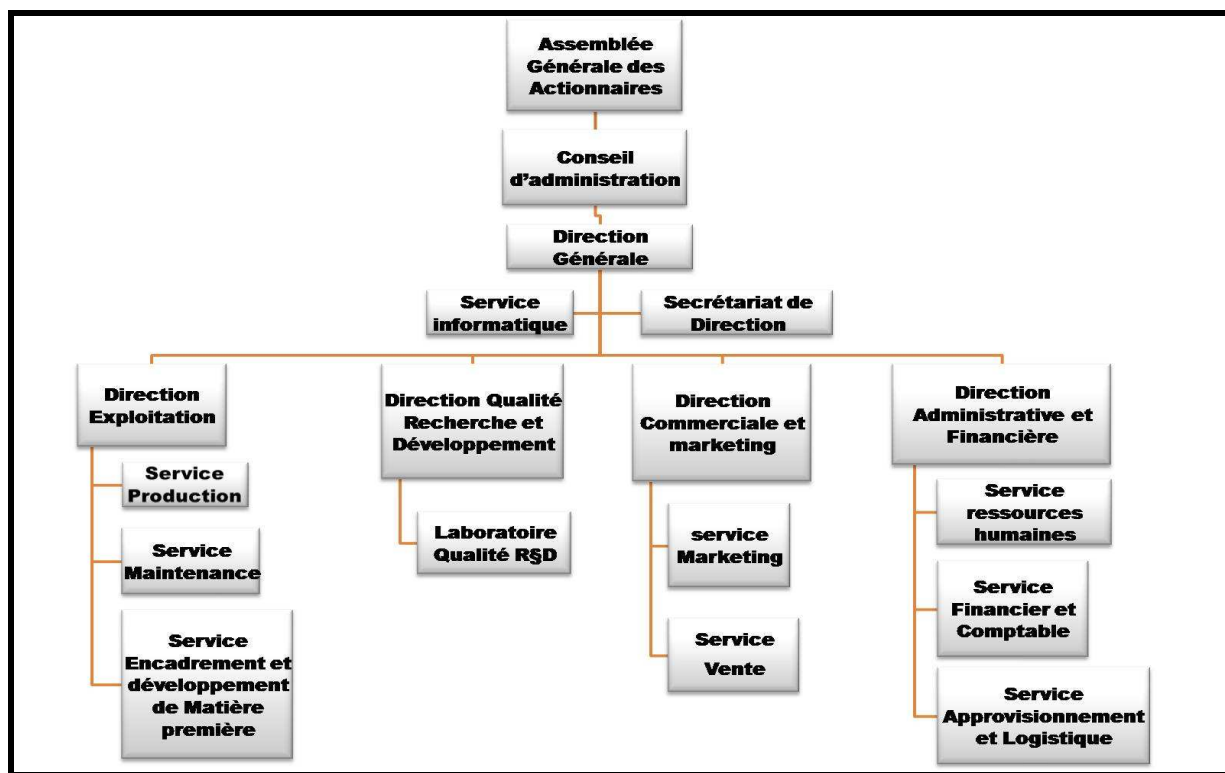 Assemblée
Générale des
Actionnaires
Conseil
d'administration
Direction
Générale
Service
informatique
Secrétariat de
Direction
Direction
Exploitation
Service
Production
Service
Maintenance
Service
Encadrement et
développement
de Matière
première
Direction Qualité
Recherche et
Développement
Laboratoire
Qualité R§D
Direction
Commerciale et
marketing
service
Marketing
Service
Vente
Direction
Administrative et
Financière
Service
ressources
humaines
Service
Financier et
Comptable
Service
Approvisionnement
et Logistique